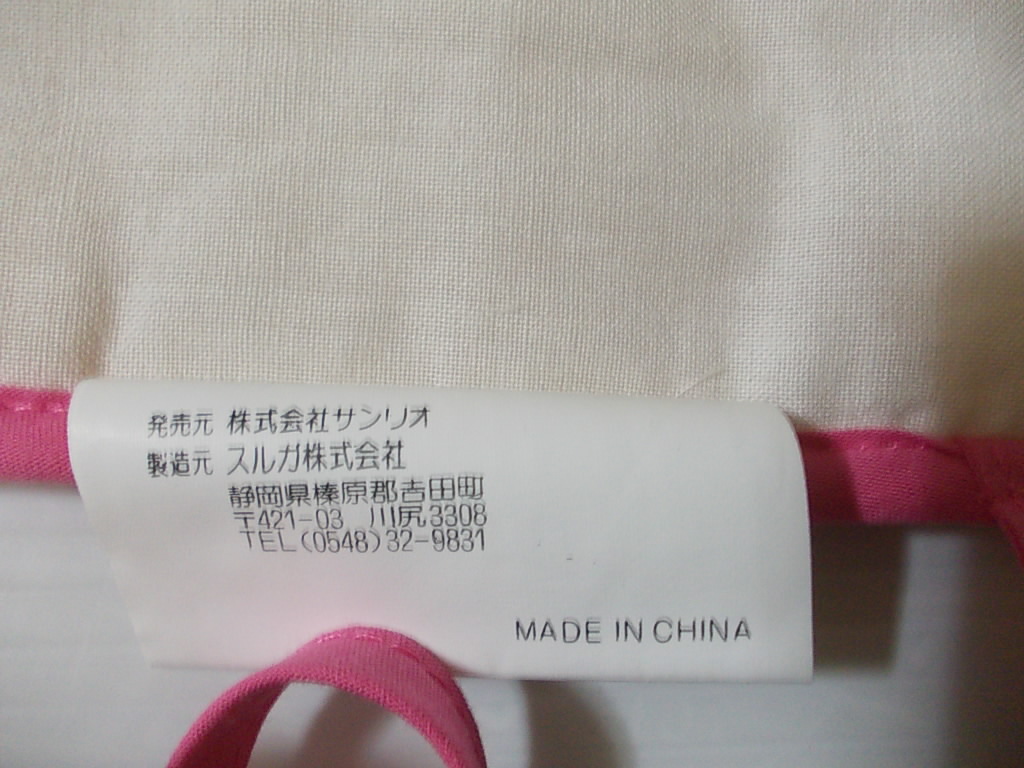 発売元 株式会社サンリオ
製造元 スルガ株式会社
静岡県榛原郡吉田町
〒421-03 川尻3308
TEL(0548)32-9831
MADE IN CHINA